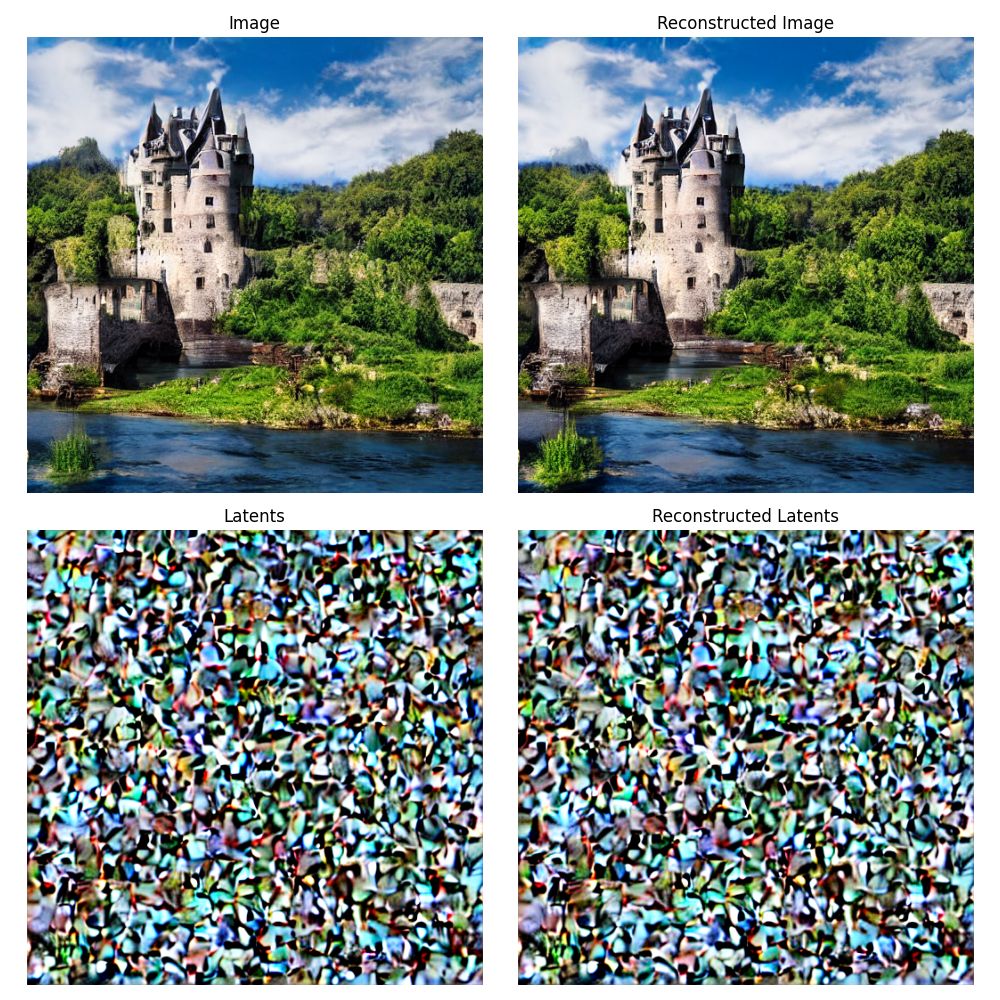 Image
Reconstructed Image
Latents
Reconstructed Latents